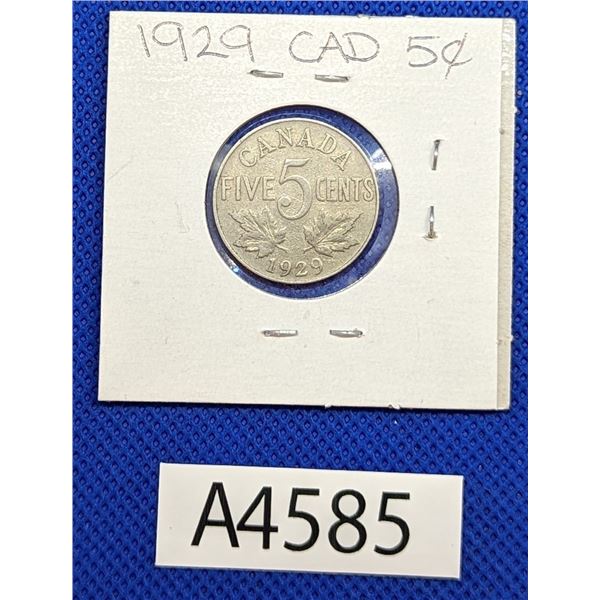 1929 CAD 5¢
CANADA
FIVE 5 CENTS
1929
A4585